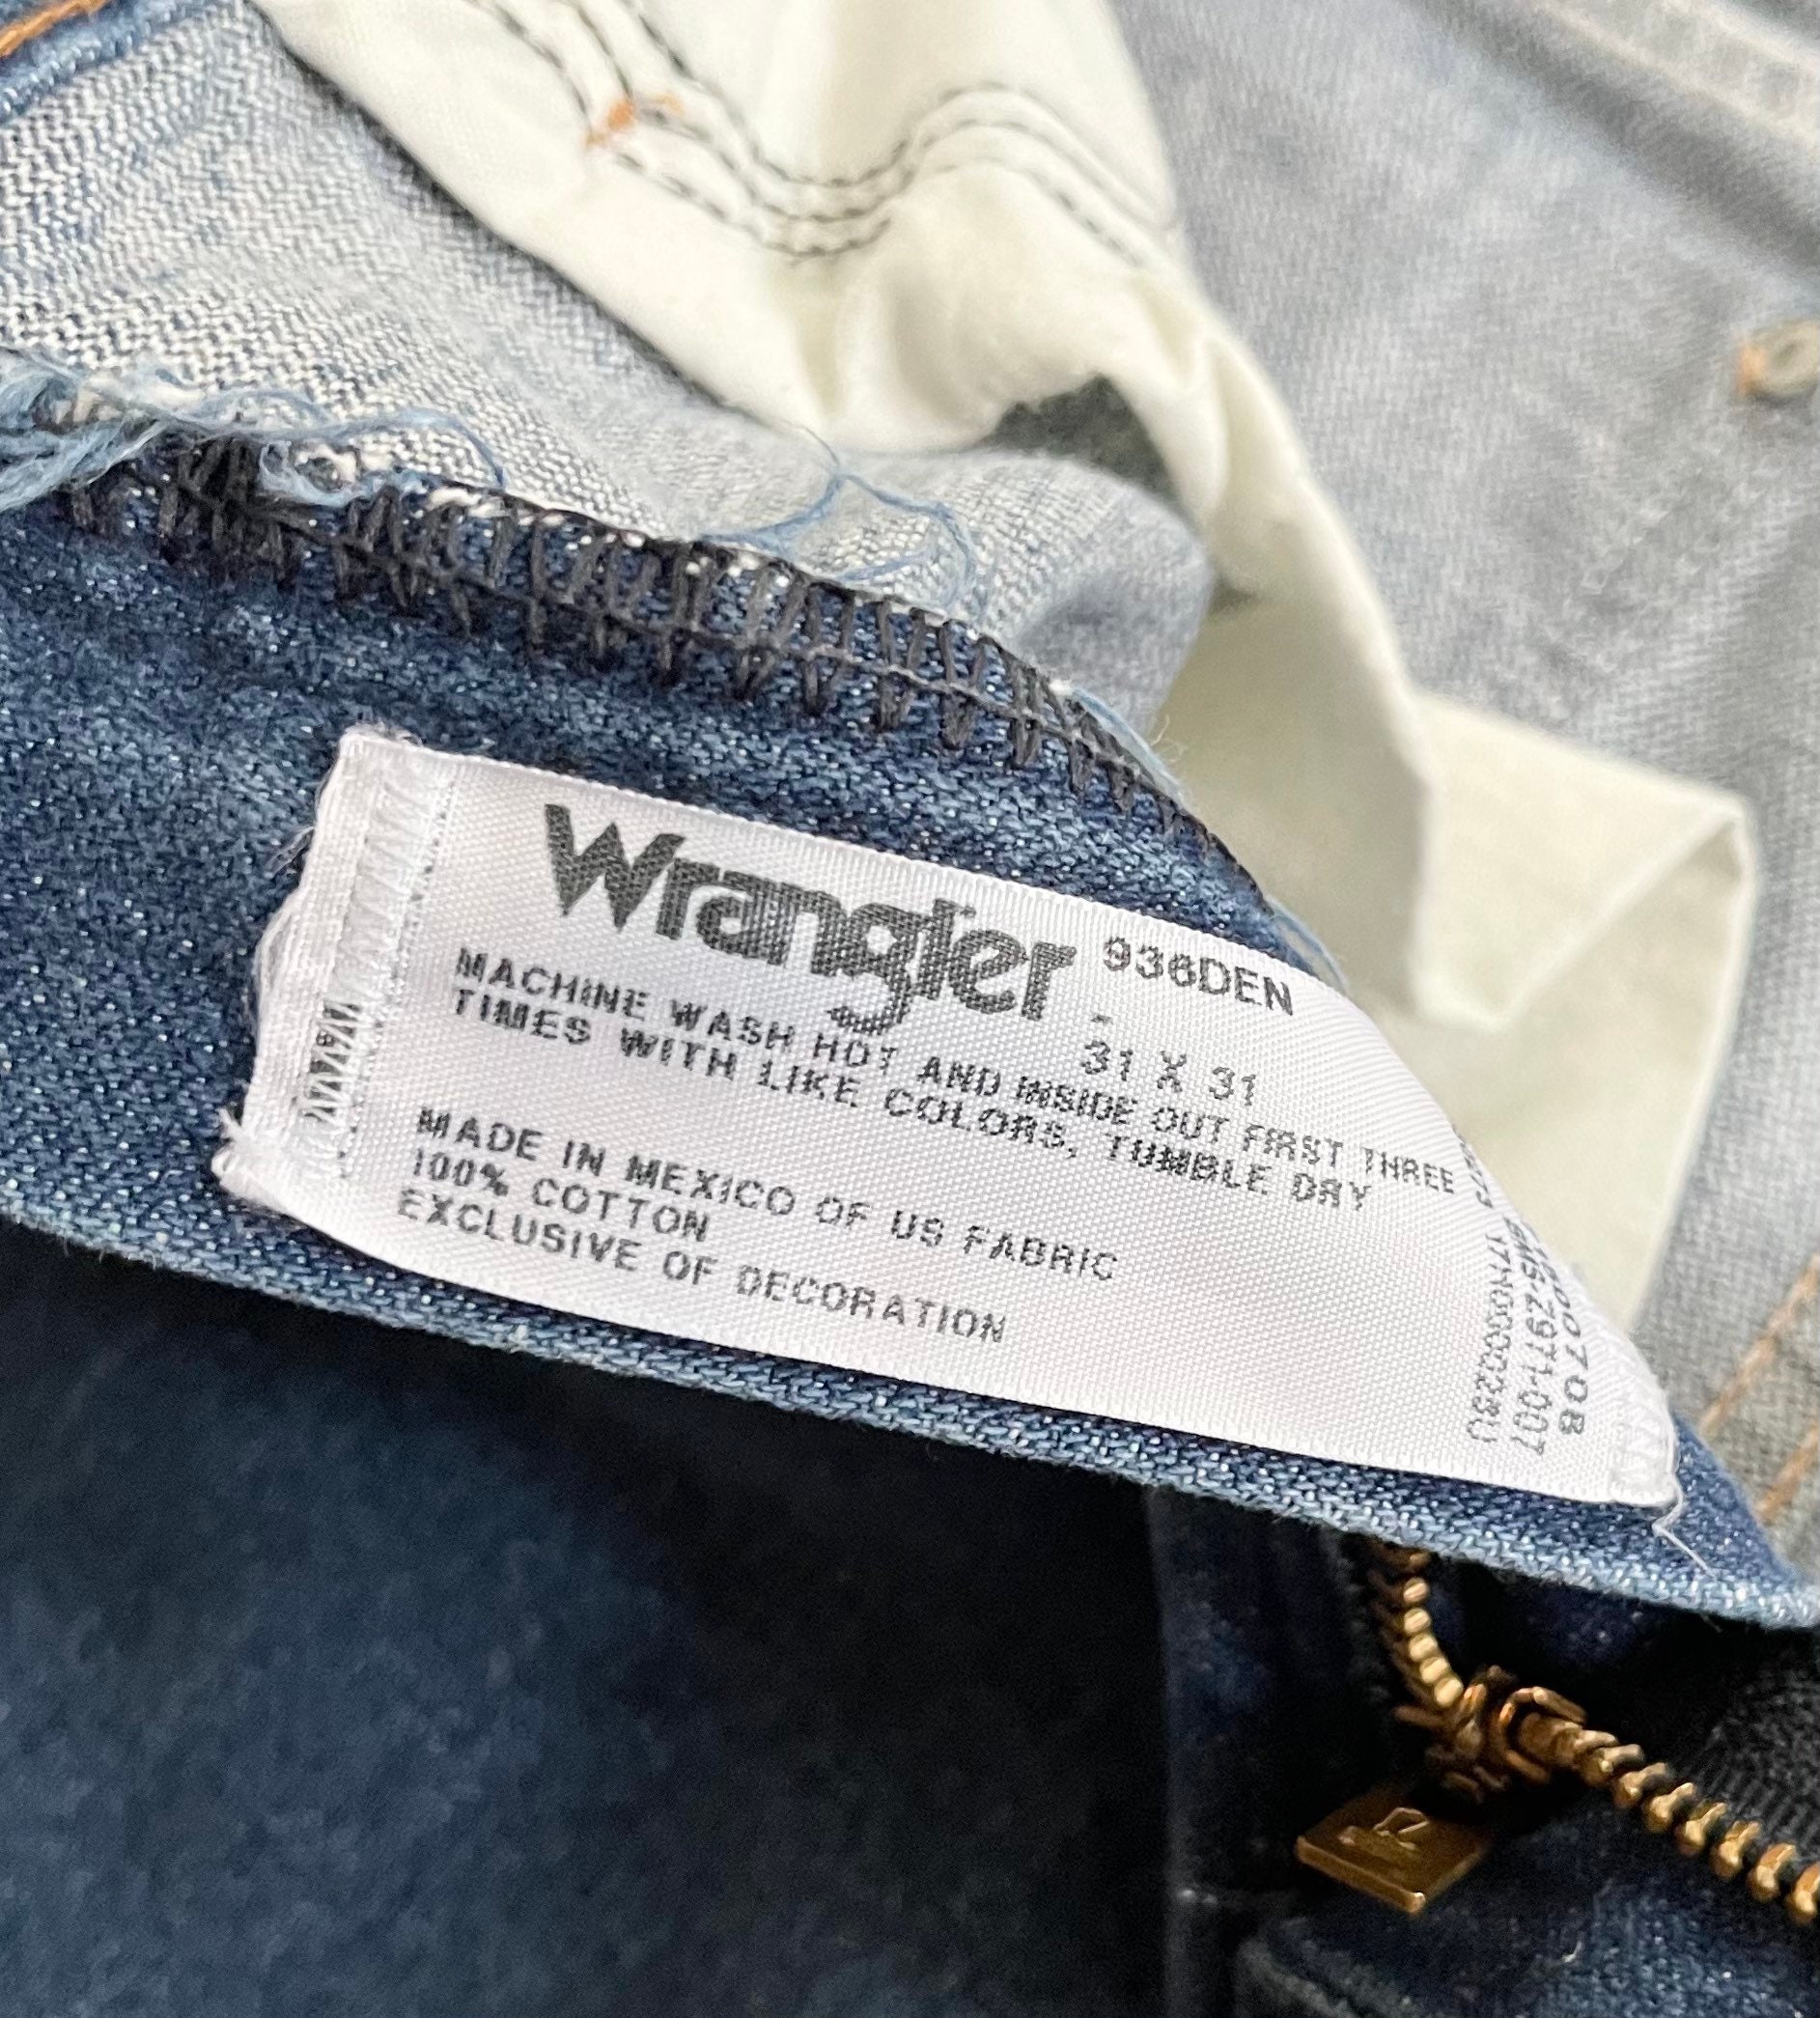 Wrangler 936DEN
31 X 31
MACHINE WASH HOT AND INSIDE OUT FIRST THREE
TIMES WITH LIKE COLORS, TUMBLE DRY
MADE IN MEXICO OF US FABRIC
100% COTTON
EXCLUSIVE OF DECORATION